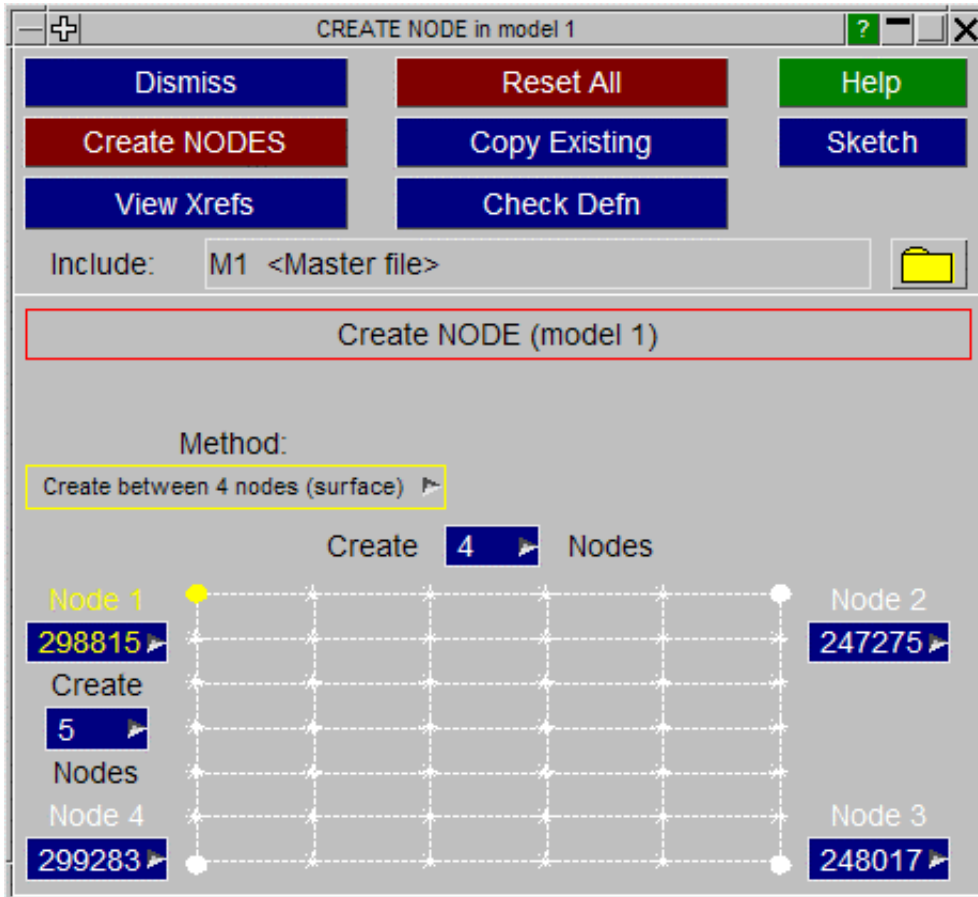 CREATE NODE in model 1 ?
Dismiss Reset All Help
Create NODES Copy Existing Sketch
View Xrefs Check Defn
Include: M1 <Master file>
Create NODE (model 1)
Method:
Create between 4 nodes (surface)
Create 4 Nodes
Node 1 Node 2
298815 247275
Create
5
Nodes
Node 4 Node 3
299283 248017